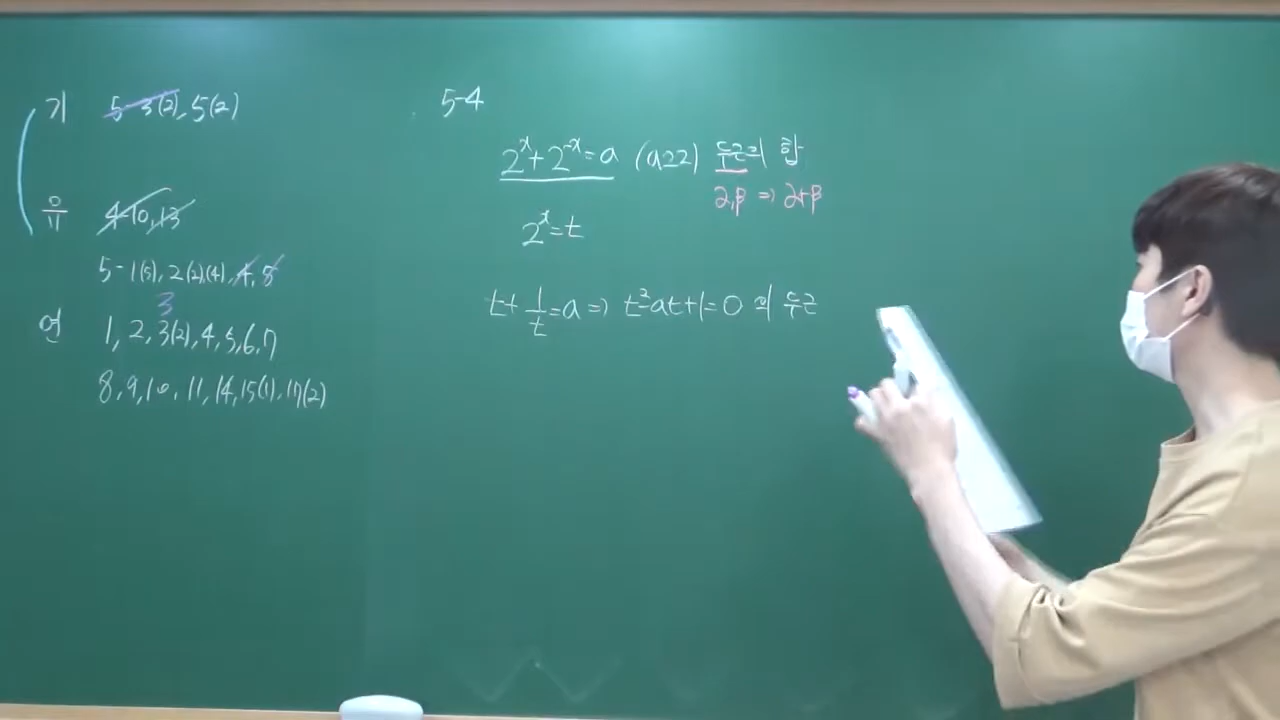 기 5-3(2), 5(2)
유 4-10, 13
5-1(5), 2(2),(4), 4, 8
3
연 1, 2, 3(2), 4, 5, 6, 7
8, 9, 10, 11, 14, 15(1), 17(2)
5-4
2^x+2^-x=a (a≥2) 두근의 합
α,β ⇒ α+β
2^x=t
t+1/t=a ⇒ t²-at+1=0 의 두근